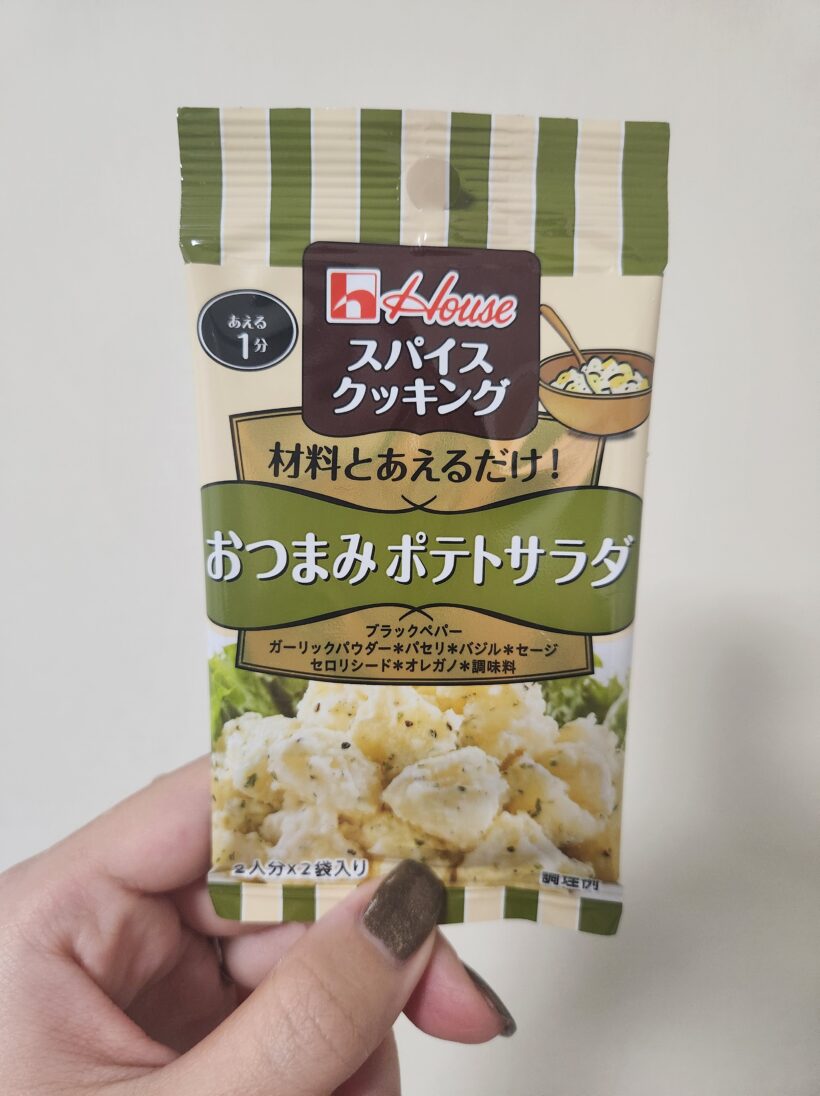 House
スパイス
クッキング
あえる
1分
材料とあえるだけ!
おつまみポテトサラダ
ブラックペパー
ガーリックパウダー*パセリ*バジル*セージ
セロリシード*オレガノ*調味料
2人分×2袋入り
調理例